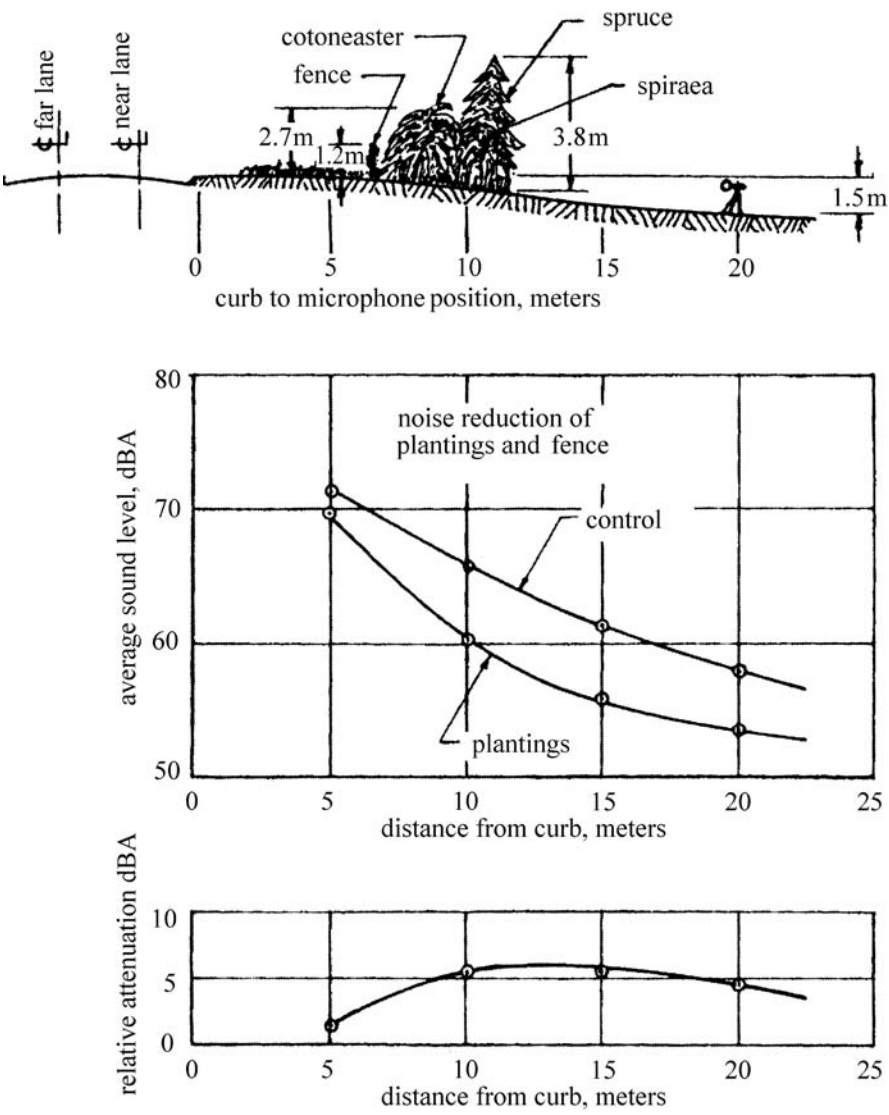 cotoneaster
spruce
fence
spiraea
℄ far lane
℄ near lane
2.7m
1.2m
3.8m
1.5m
0 5 10 15 20
curb to microphone position, meters
80
70
60
50
average sound level, dBA
noise reduction of
plantings and fence
control
plantings
0 5 10 15 20 25
distance from curb, meters
10
5
0
relative attenuation dBA
0 5 10 15 20 25
distance from curb, meters